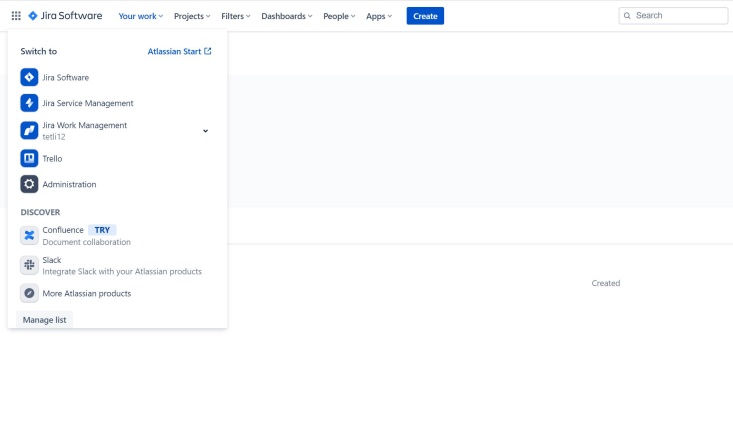 Jira Software Your work Projects Filters Dashboards People Apps Create Search
Switch to Atlassian Start
Jira Software
Jira Service Management
Jira Work Management
tetli12
Trello
Administration
DISCOVER
Confluence TRY
Document collaboration
Slack
Integrate Slack with your Atlassian products
More Atlassian products
Manage list
Created